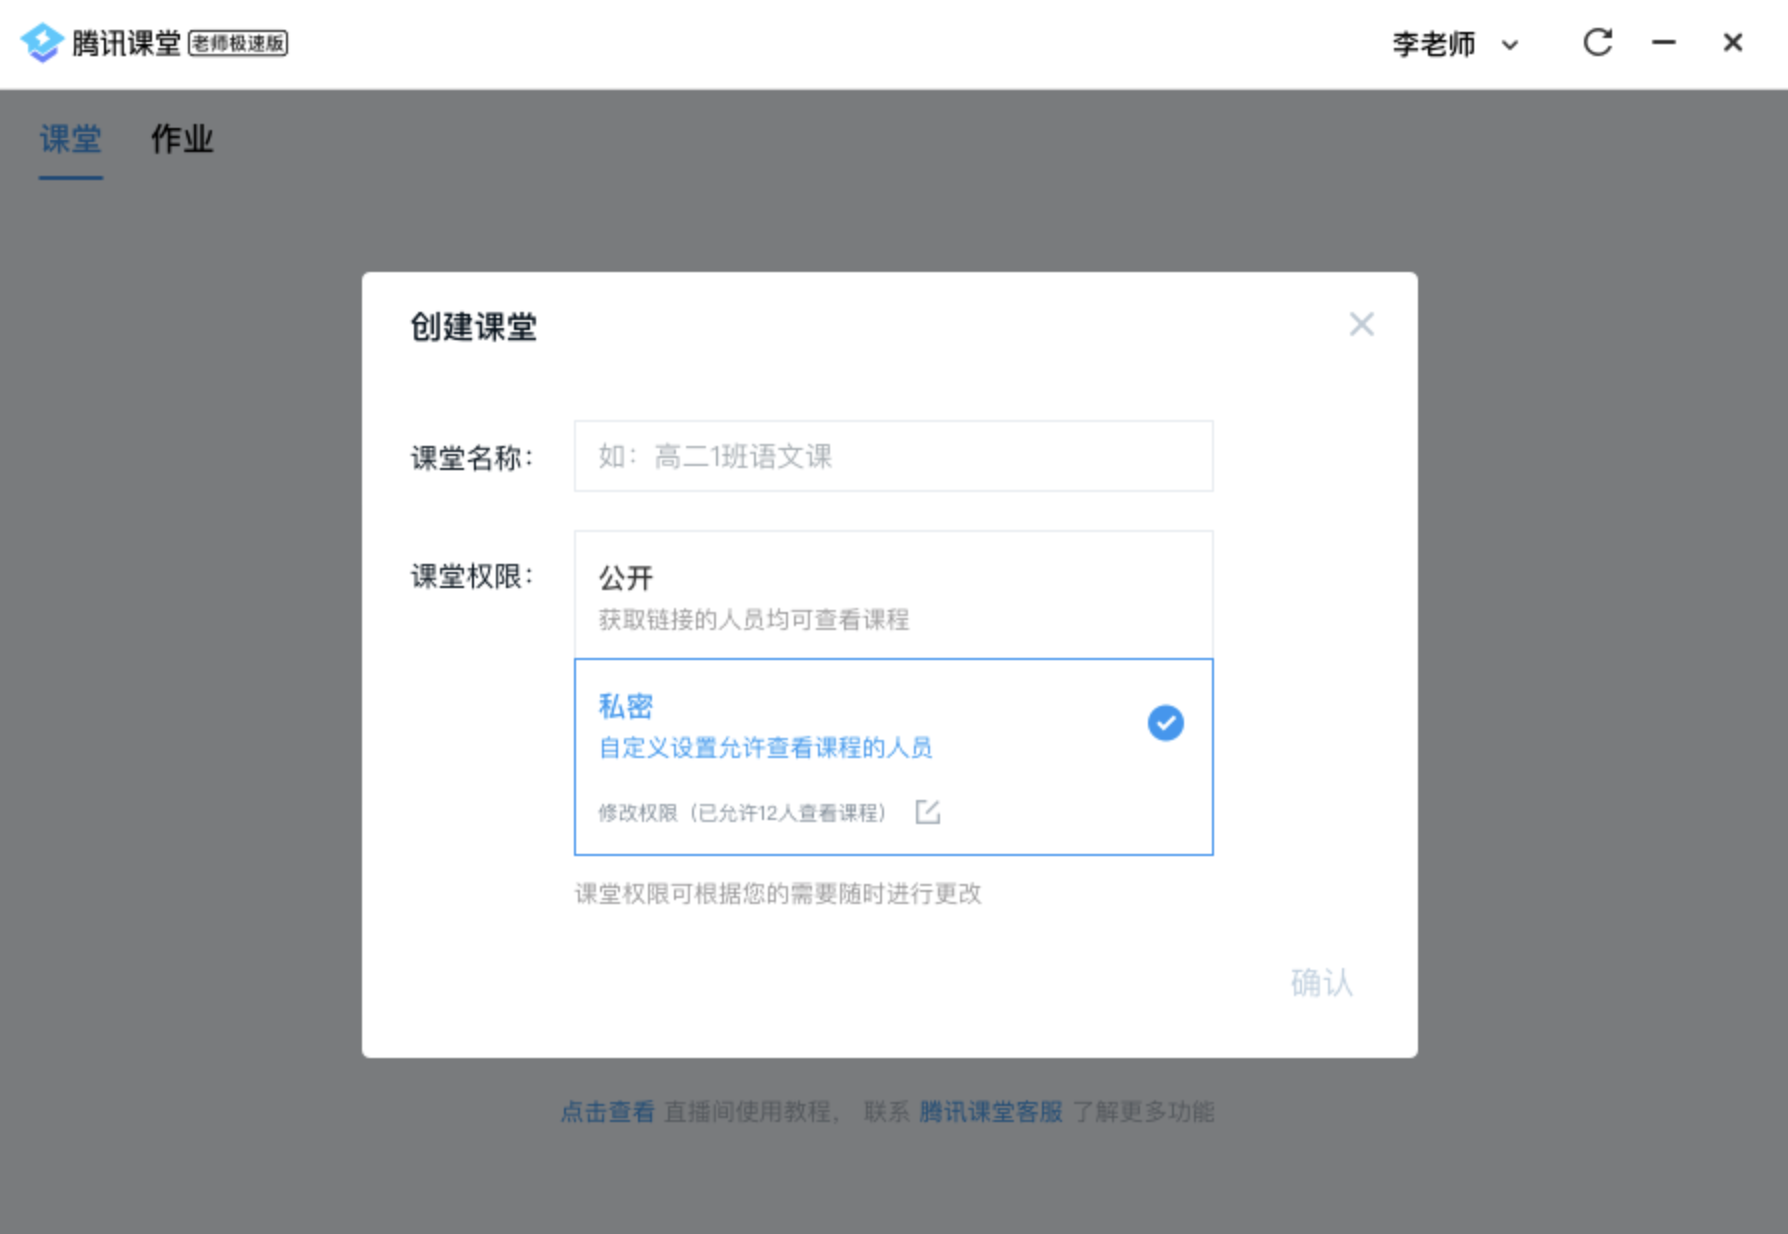 腾讯课堂 老师极速版
李老师
课堂 作业
创建课堂
课堂名称： 如：高二1班语文课
课堂权限： 公开
获取链接的人员均可查看课程
私密
自定义设置允许查看课程的人员
修改权限（已允许12人查看课程）
课堂权限可根据您的需要随时进行更改
确认
点击查看 直播间使用教程， 联系 腾讯课堂客服 了解更多功能